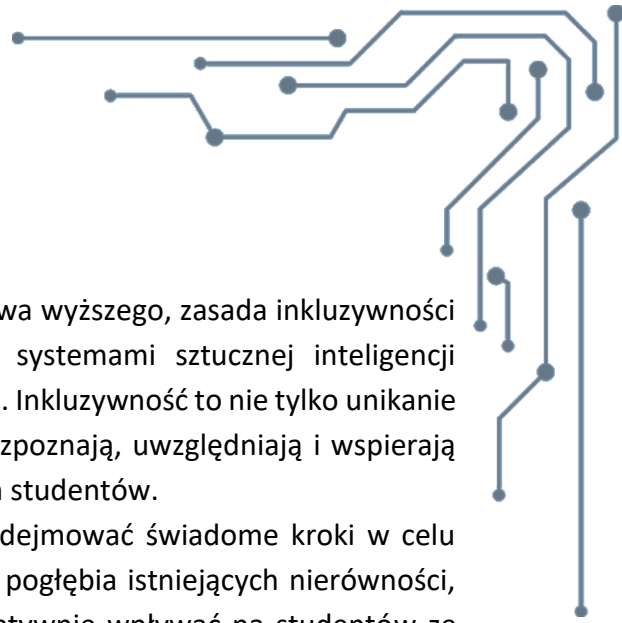 wa wyższego, zasada inkluzywności
systemami sztucznej inteligencji
. Inkluzywność to nie tylko unikanie
zpoznają, uwzględniają i wspierają
studentów.
dejmować świadome kroki w celu
pogłębia istniejących nierówności,
atywnie wpływać na studentów ze